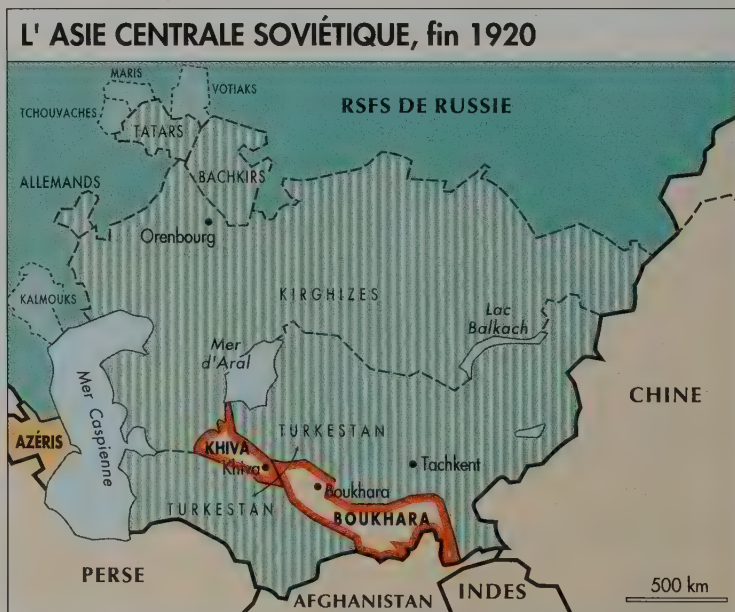 L' ASIE CENTRALE SOVIÉTIQUE, fin 1920
MARIS
VOTIAKS
TCHOUVACHES
RSFS DE RUSSIE
TATARS
ALLEMANDS
BACHKIRS
Orenbourg
KALMOUKS
KIRGHIZES
Lac
Balkach
Mer
d'Aral
Mer Caspienne
CHINE
AZÉRIS
TURKESTAN
KHIVA
Khiva
Tachkent
TURKESTAN
Boukhara
BOUKHARA
PERSE
AFGHANISTAN
INDES
500 km